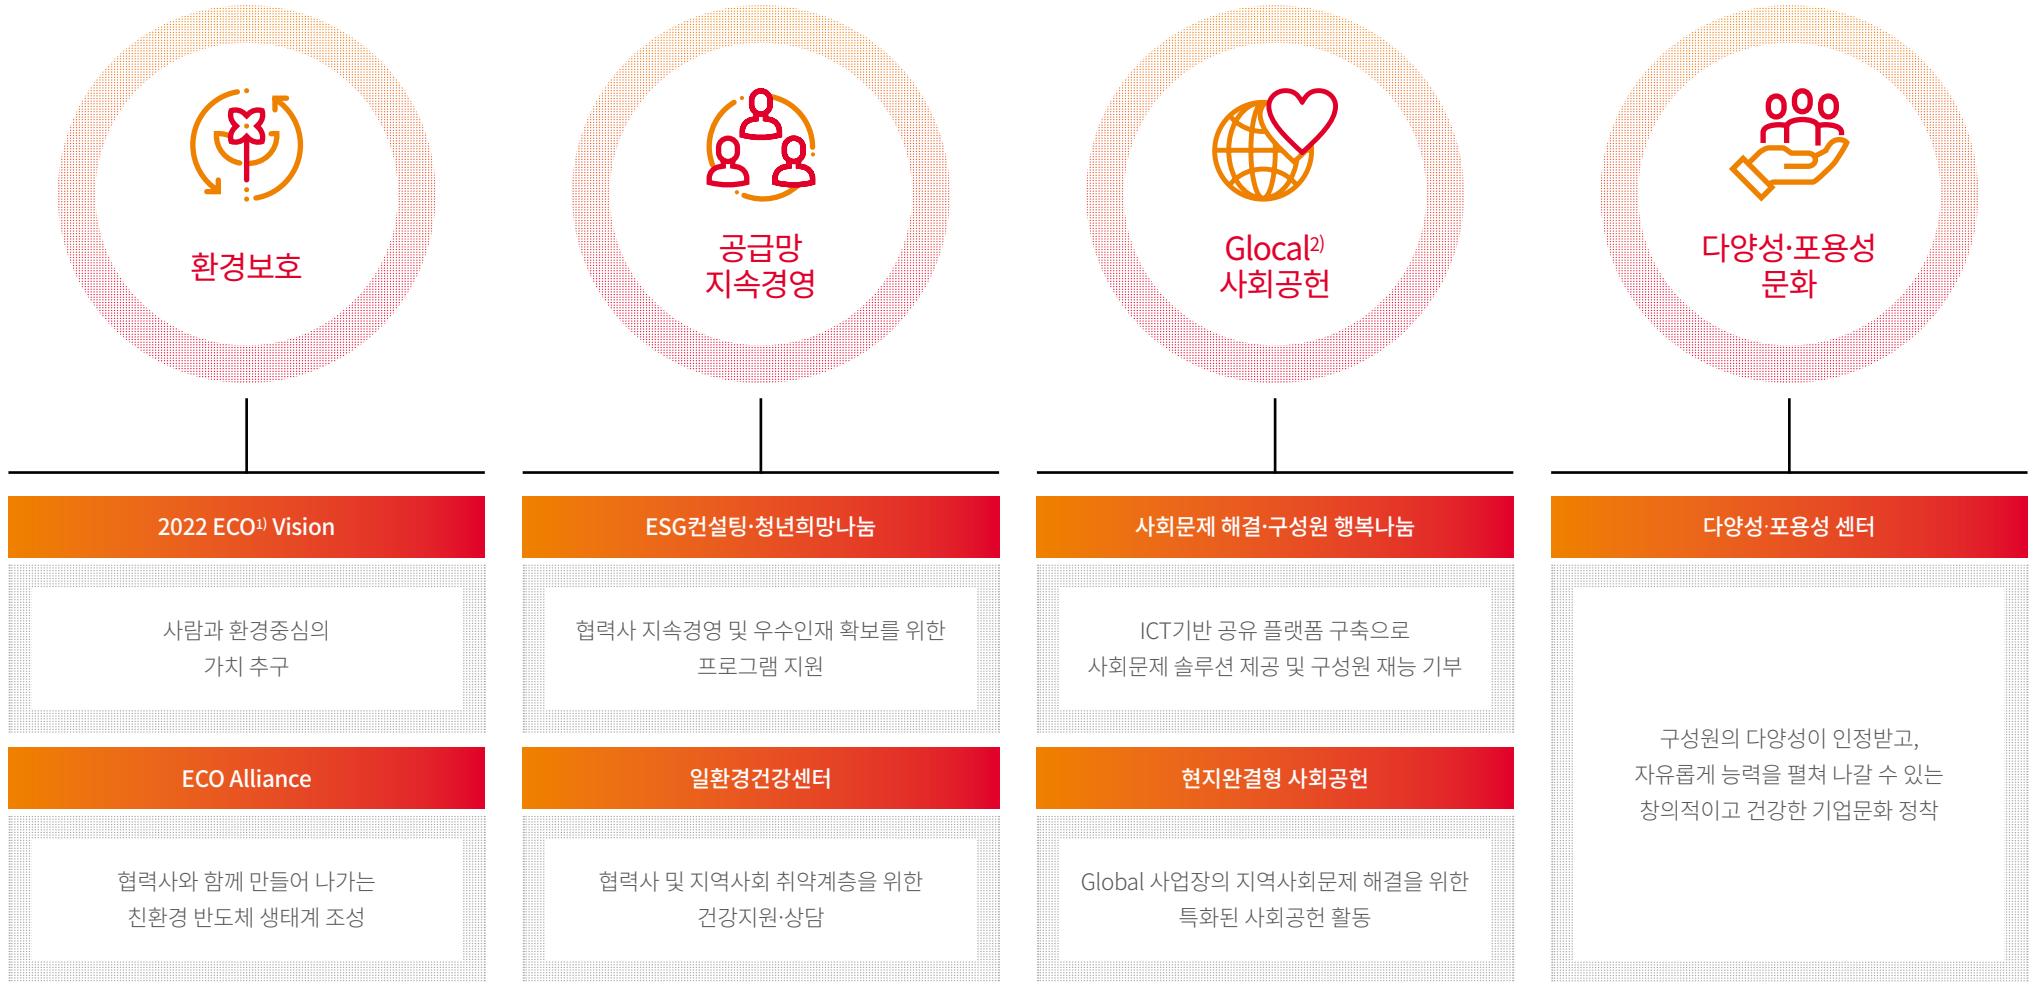 환경보호
2022 ECO1) Vision
사람과 환경중심의
가치 추구
ECO Alliance
협력사와 함께 만들어 나가는
친환경 반도체 생태계 조성
공급망
지속경영
ESG컨설팅·청년희망나눔
협력사 지속경영 및 우수인재 확보를 위한
프로그램 지원
일환경건강센터
협력사 및 지역사회 취약계층을 위한
건강지원·상담
Glocal2)
사회공헌
사회문제 해결·구성원 행복나눔
ICT기반 공유 플랫폼 구축으로
사회문제 솔루션 제공 및 구성원 재능 기부
현지완결형 사회공헌
Global 사업장의 지역사회문제 해결을 위한
특화된 사회공헌 활동
다양성·포용성
문화
다양성·포용성 센터
구성원의 다양성이 인정받고,
자유롭게 능력을 펼쳐 나갈 수 있는
창의적이고 건강한 기업문화 정착